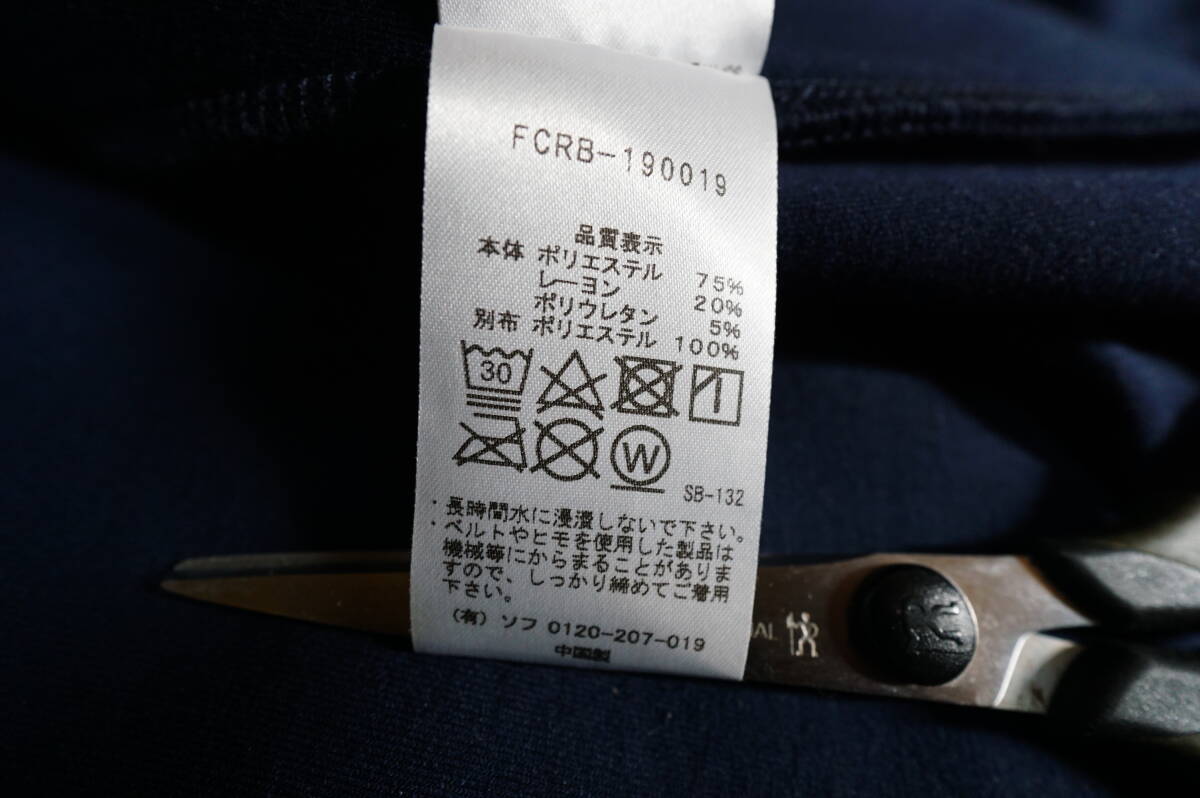 FCRB-190019
品質表示
本体 ポリエステル 75%
レーヨン 20%
ポリウレタン 5%
別布 ポリエステル 100%
30
W
SB-132
・長時間水に浸漬しないで下さい。
・ベルトやヒモを使用した製品は
機械等にからまることがありま
すので、しっかり締めてご着用
下さい。
(有) ソフ 0120-207-019
中国製